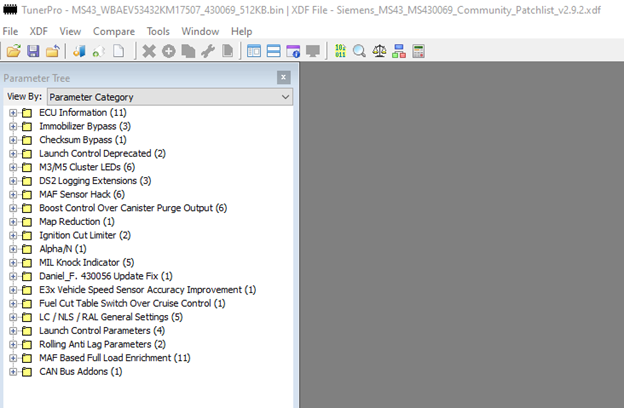 TunerPro - MS43_WBAEV53432KM17507_430069_512KB.bin | XDF File - Siemens_MS43_MS430069_Community_Patchlist_v2.9.2.xdf
File XDF View Compare Tools Window Help
Parameter Tree x
View By: Parameter Category
ECU Information (11)
Immobilizer Bypass (3)
Checksum Bypass (1)
Launch Control Deprecated (2)
M3/M5 Cluster LEDs (6)
DS2 Logging Extensions (3)
MAF Sensor Hack (6)
Boost Control Over Canister Purge Output (6)
Map Reduction (1)
Ignition Cut Limiter (2)
Alpha/N (1)
MIL Knock Indicator (5)
Daniel_F. 430056 Update Fix (1)
E3x Vehicle Speed Sensor Accuracy Improvement (1)
Fuel Cut Table Switch Over Cruise Control (1)
LC / NLS / RAL General Settings (5)
Launch Control Parameters (4)
Rolling Anti Lag Parameters (2)
MAF Based Full Load Enrichment (11)
CAN Bus Addons (1)